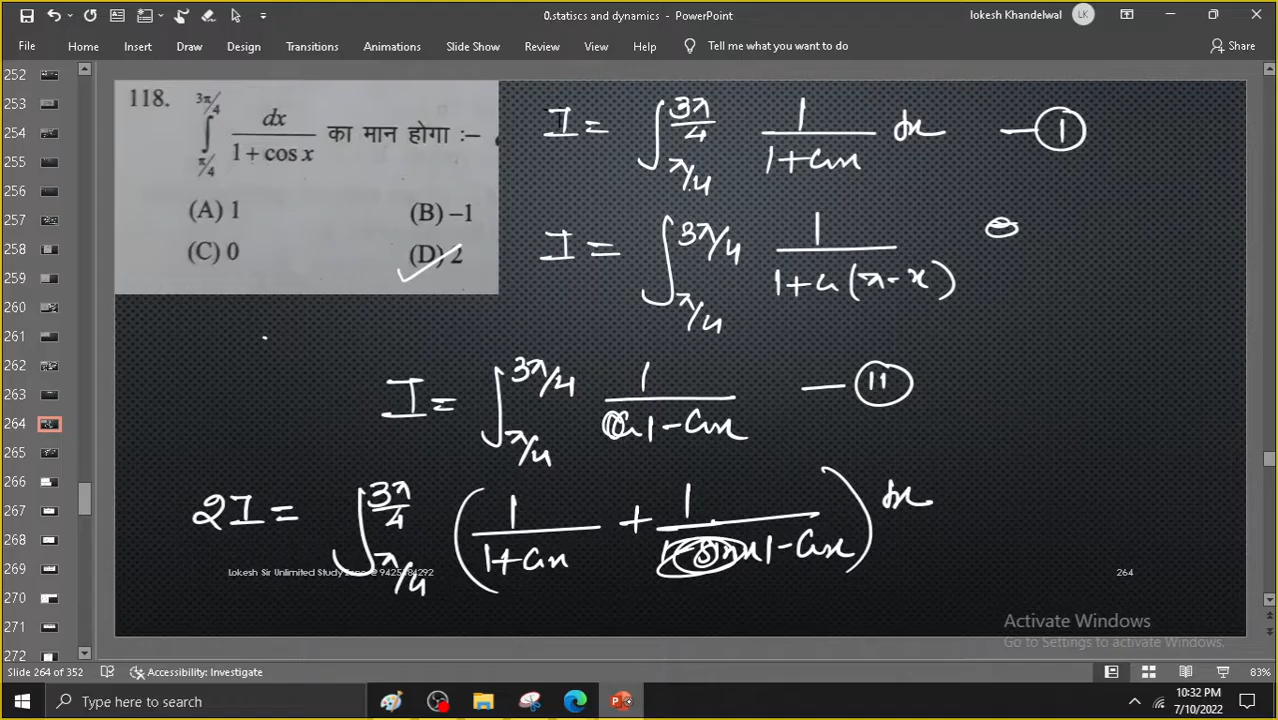 0.statiscs and dynamics - PowerPoint
lokesh Khandelwal LK
File Home Insert Draw Design Transitions Animations Slide Show Review View Help Tell me what you want to do Share
252
253
254
255
256
257
258
259
260
261
262
263
264
265
266
267
268
269
270
271
272
118. ∫_{π/4}^{3π/4} dx / (1 + cos x) का मान होगा :–
(A) 1 (B) –1
(C) 0 (D) 2
I = ∫_{π/4}^{3π/4} 1 / (1 + cos x) dx — ①
I = ∫_{π/4}^{3π/4} 1 / (1 + cos (π - x))
I = ∫_{π/4}^{3π/4} 1 / (1 - cos x) — ⑪
2I = ∫_{π/4}^{3π/4} (1 / (1 + cos x) + 1 / (1 - cos x)) dx
Lokesh Sir Unlimited Study Zone @ 9425584292
264
Activate Windows
Go to Settings to activate Windows.
Slide 264 of 352 Accessibility: Investigate 83%
Type here to search
10:32 PM
7/10/2022